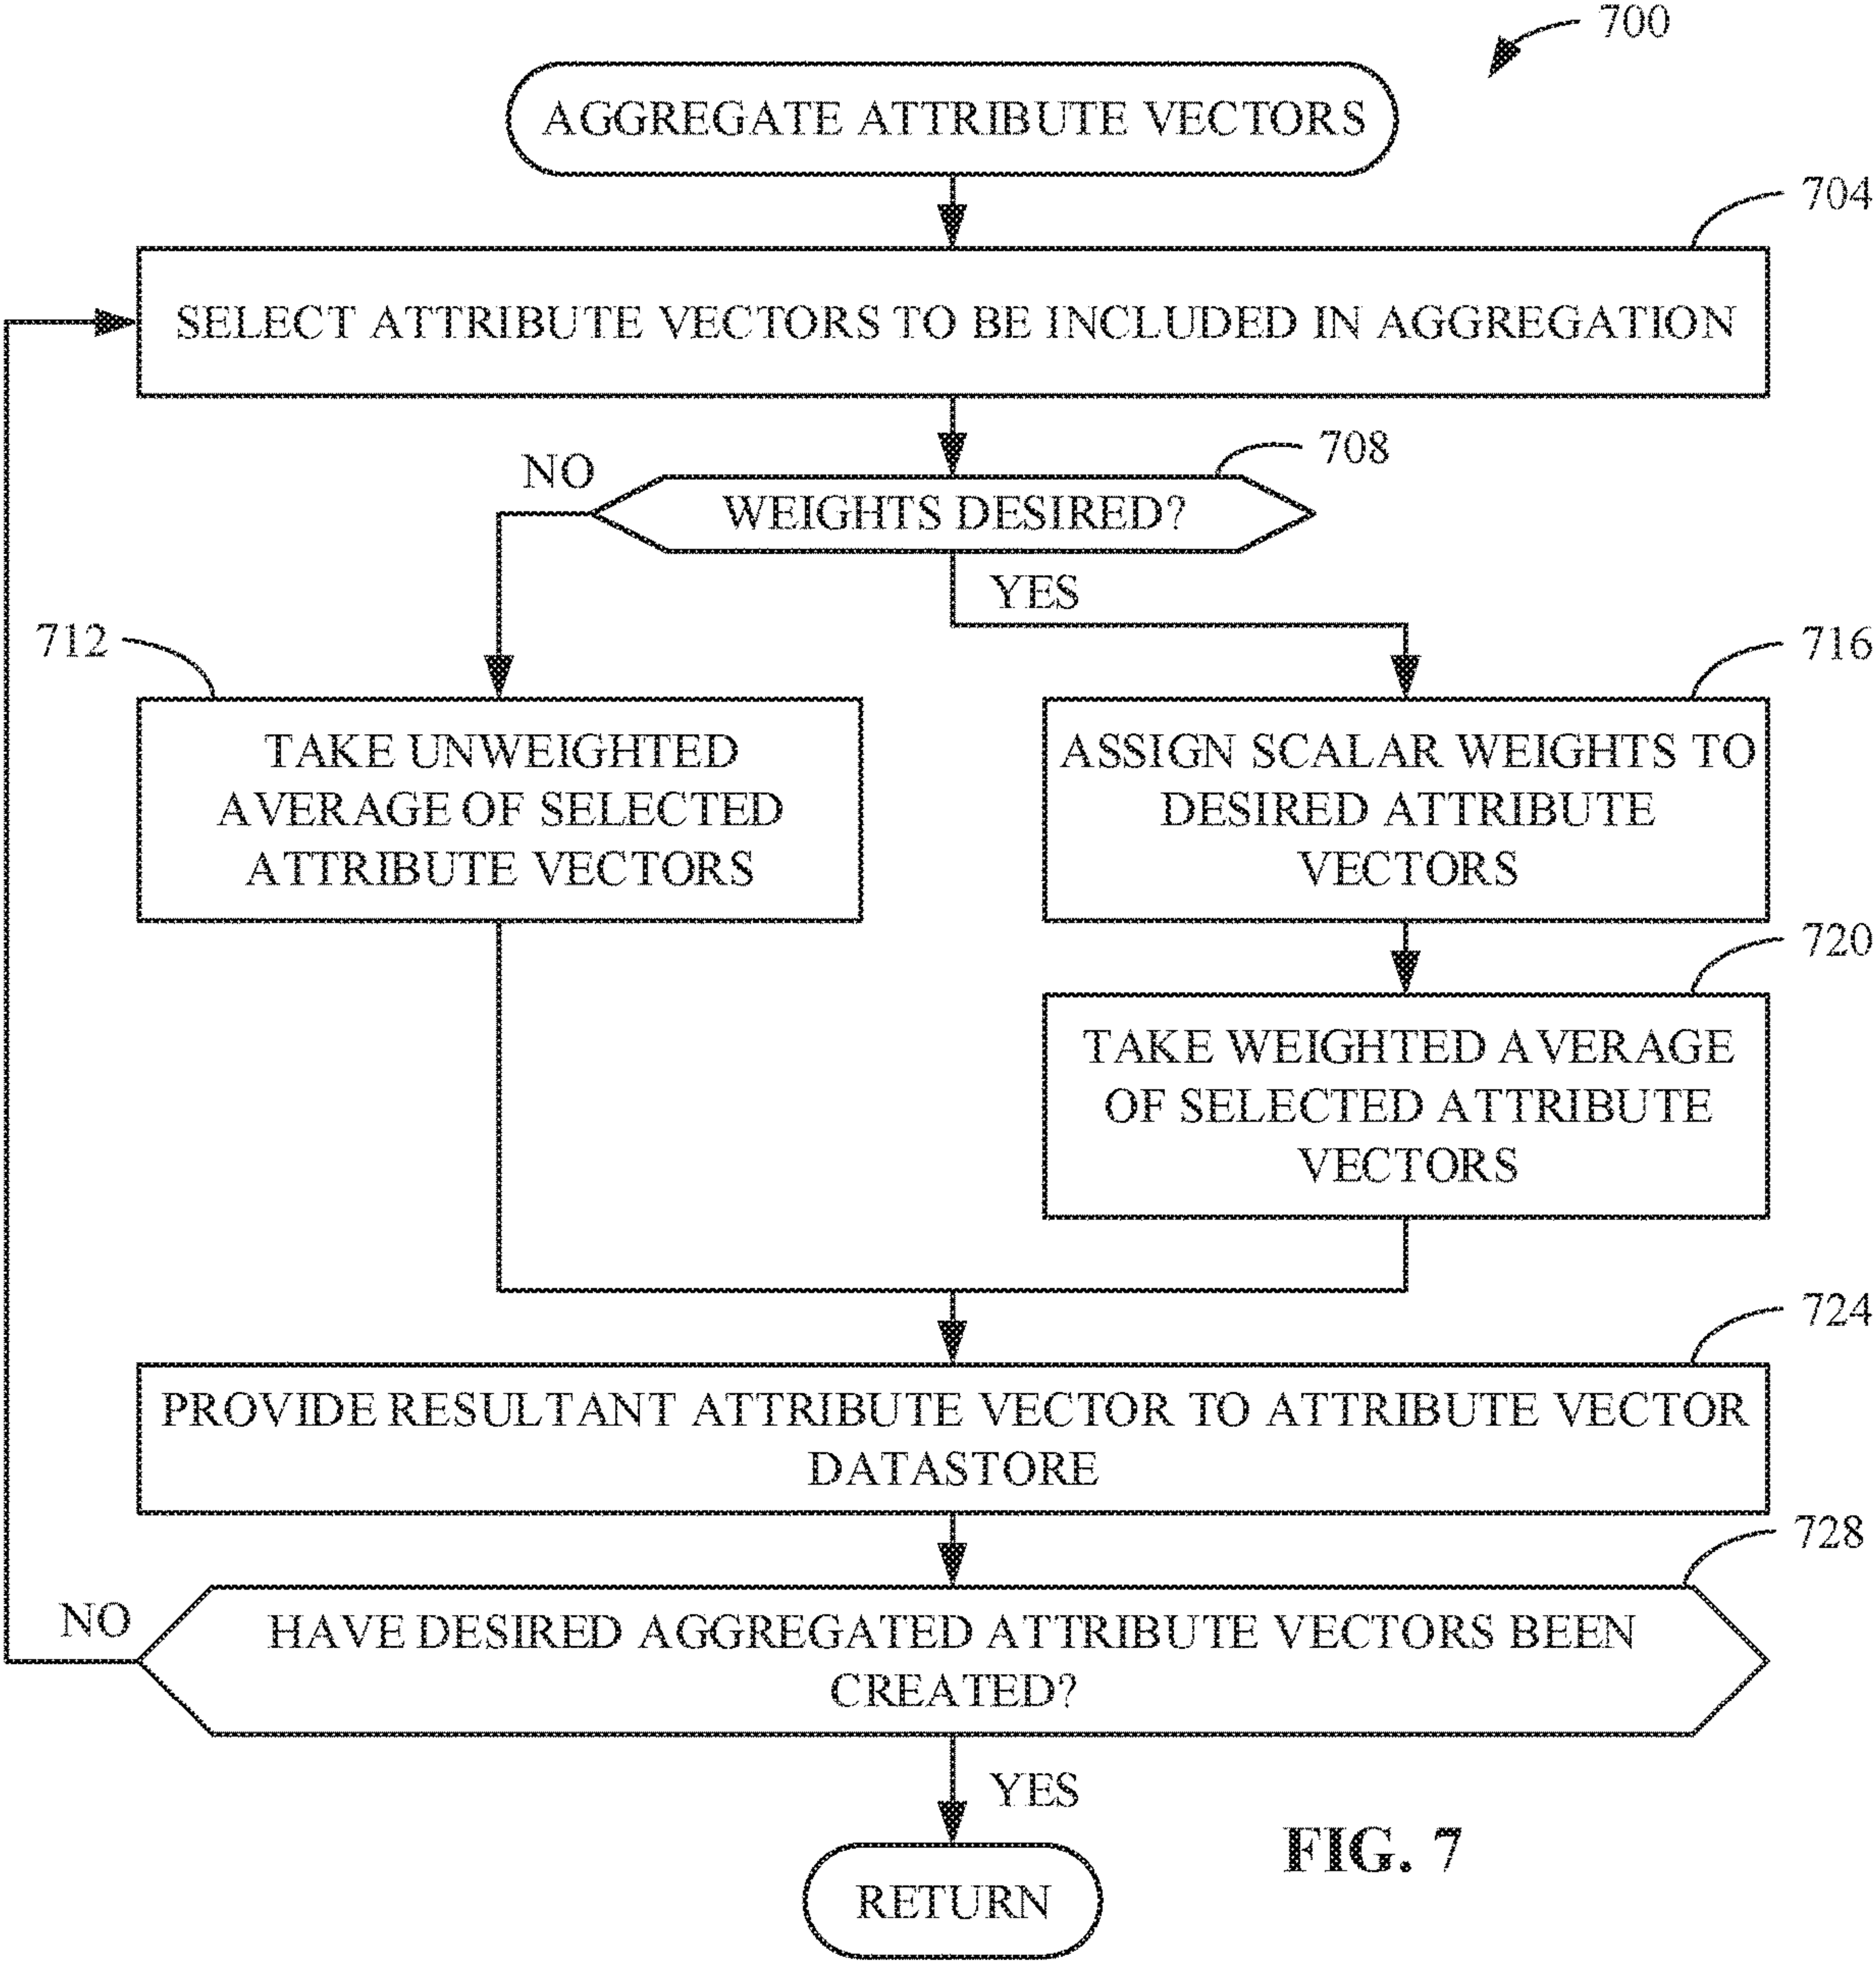 700
AGGREGATE ATTRIBUTE VECTORS
704
SELECT ATTRIBUTE VECTORS TO BE INCLUDED IN AGGREGATION
708
NO
WEIGHTS DESIRED?
YES
712
716
TAKE UNWEIGHTED
AVERAGE OF SELECTED
ATTRIBUTE VECTORS
ASSIGN SCALAR WEIGHTS TO
DESIRED ATTRIBUTE
VECTORS
720
TAKE WEIGHTED AVERAGE
OF SELECTED ATTRIBUTE
VECTORS
724
PROVIDE RESULTANT ATTRIBUTE VECTOR TO ATTRIBUTE VECTOR
DATASTORE
728
NO
HAVE DESIRED AGGREGATED ATTRIBUTE VECTORS BEEN
CREATED?
YES
FIG. 7
RETURN